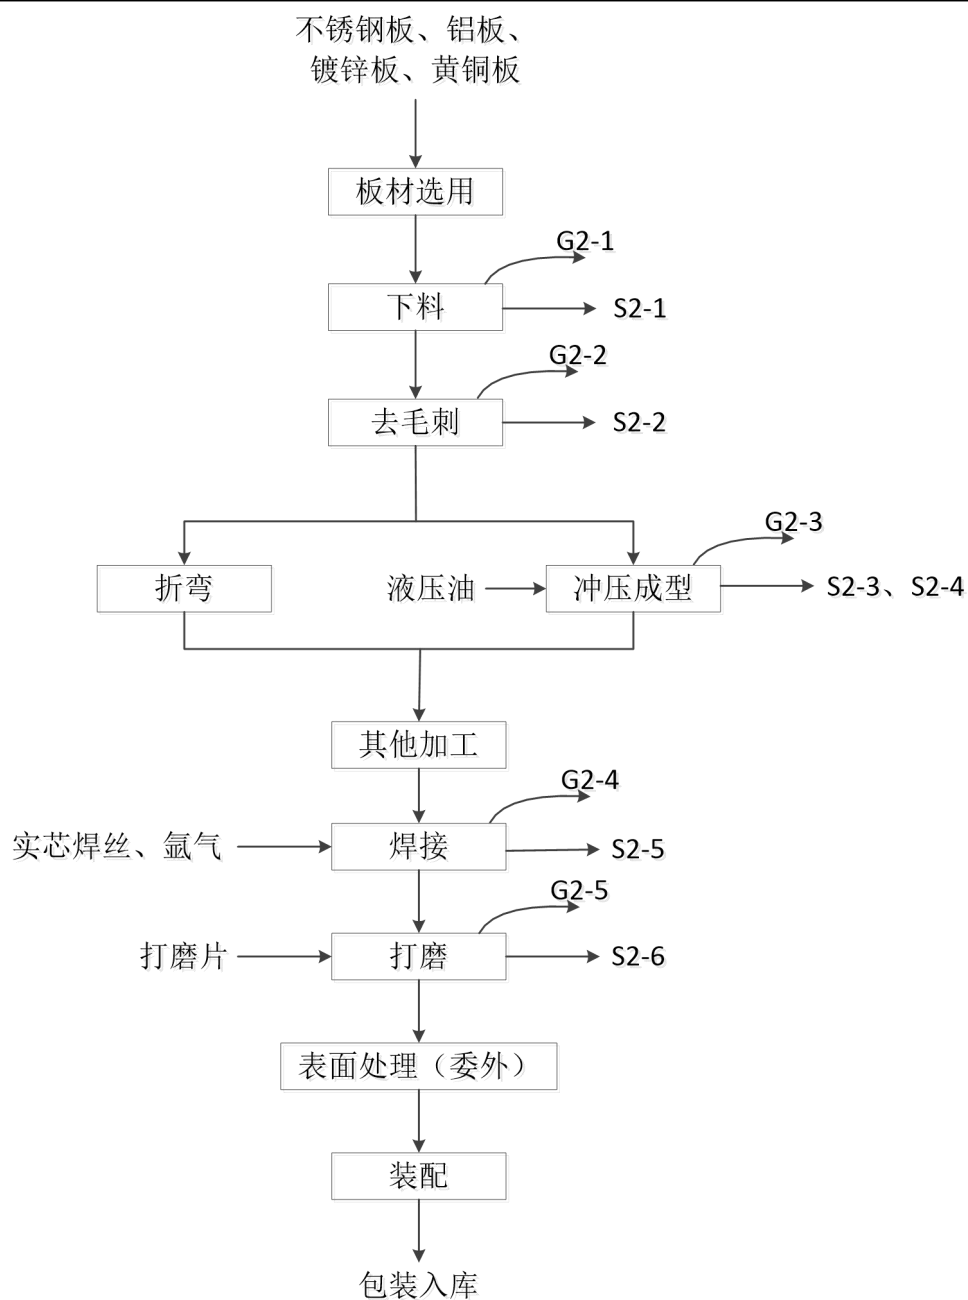 不锈钢板、铝板、
镀锌板、黄铜板
板材选用
G2-1
下料
S2-1
G2-2
去毛刺
S2-2
G2-3
折弯
液压油
冲压成型
S2-3、S2-4
其他加工
G2-4
实芯焊丝、氩气
焊接
S2-5
G2-5
打磨片
打磨
S2-6
表面处理（委外）
装配
包装入库